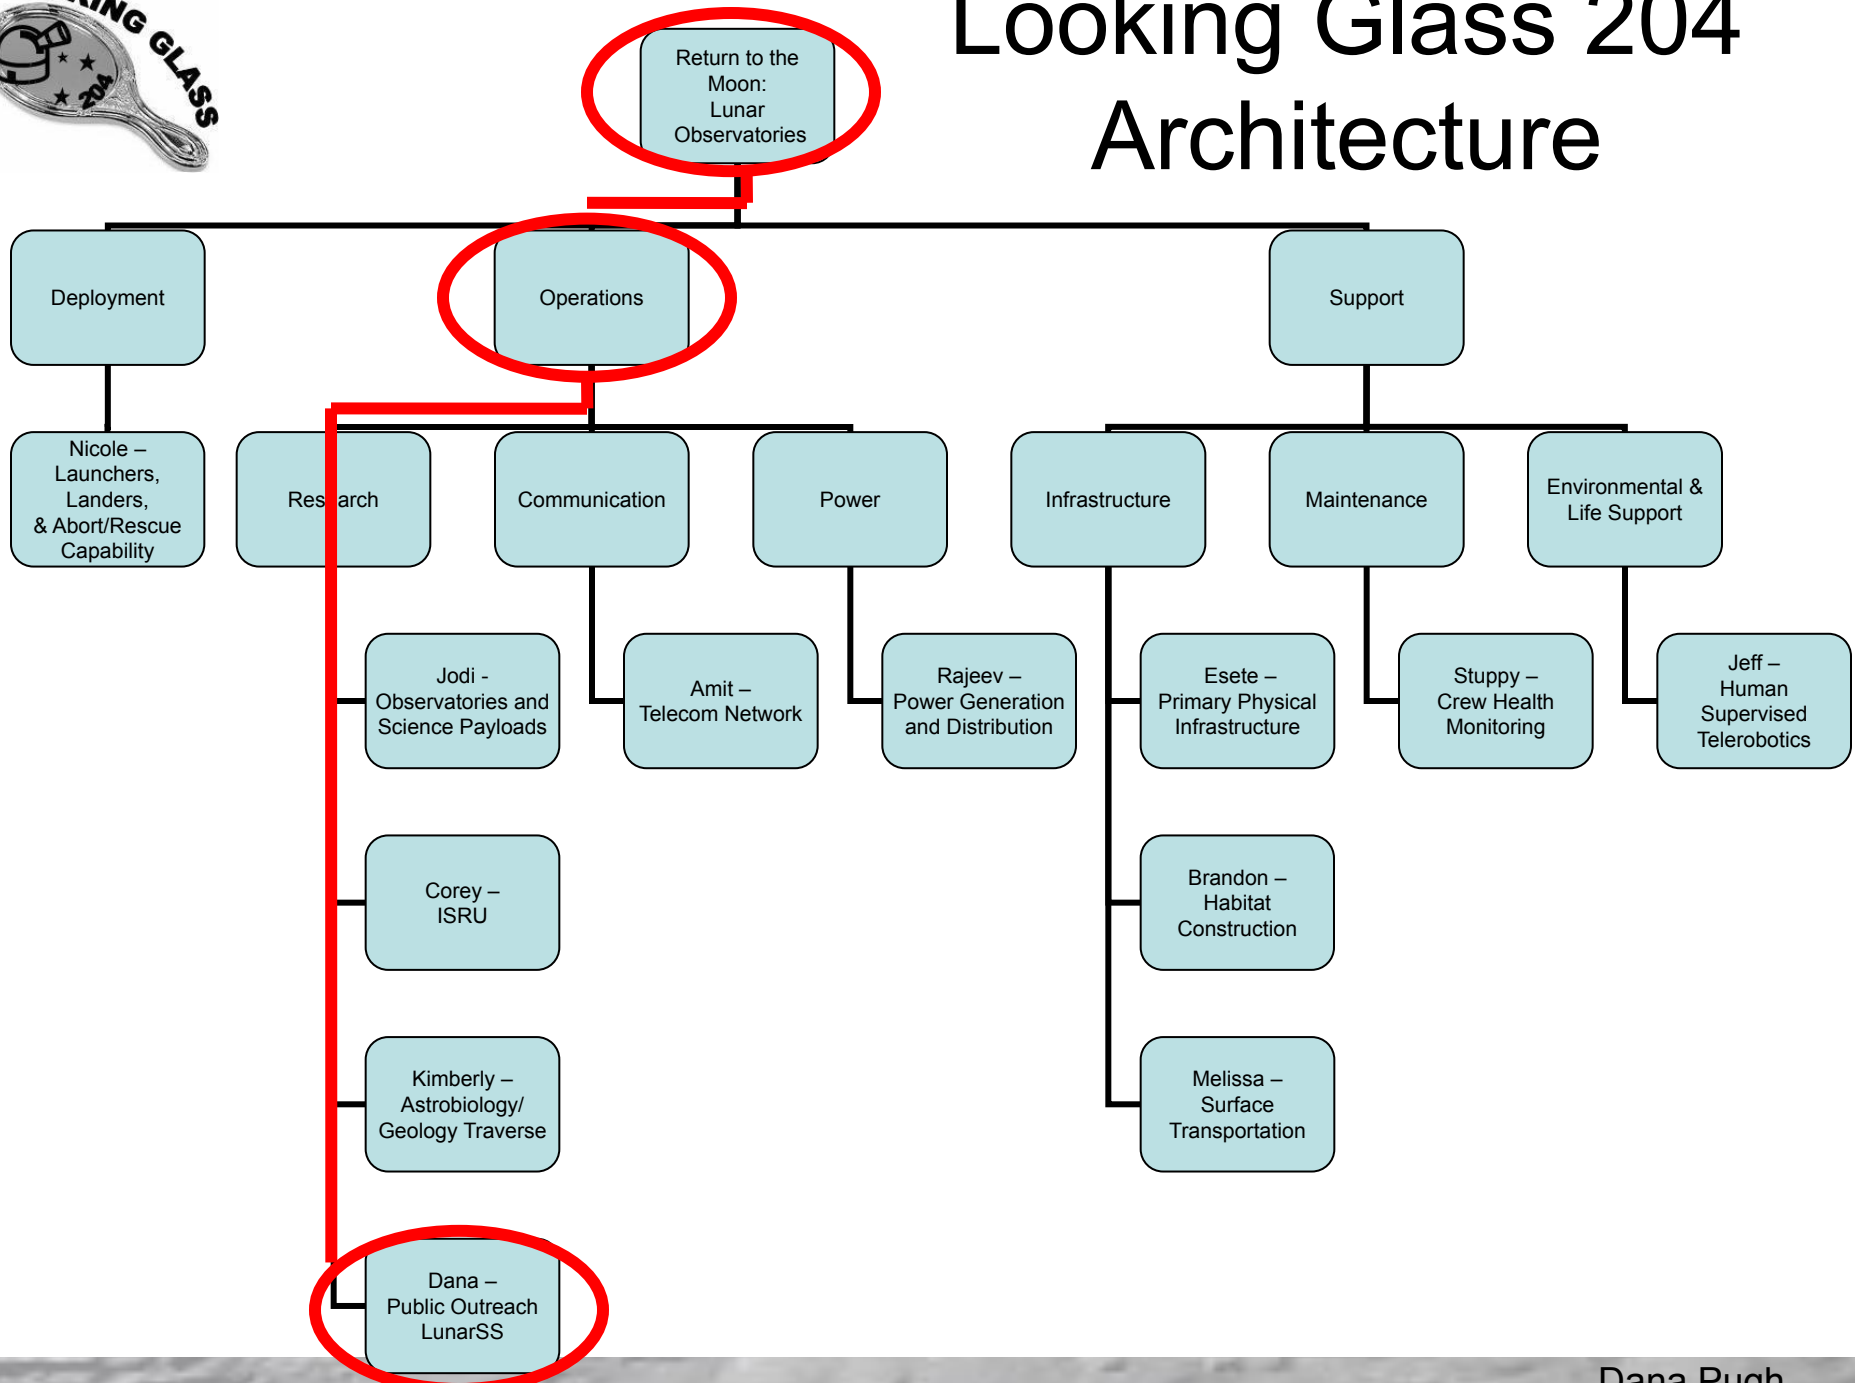 GLASS
204
Looking Glass 204
Architecture
Return to the
Moon:
Lunar
Observatories
Deployment
Operations
Support
Nicole –
Launchers,
Landers,
& Abort/Rescue
Capability
Research
Communication
Power
Infrastructure
Maintenance
Environmental &
Life Support
Jodi -
Observatories and
Science Payloads
Amit –
Telecom Network
Rajeev –
Power Generation
and Distribution
Esete –
Primary Physical
Infrastructure
Stuppy –
Crew Health
Monitoring
Jeff –
Human
Supervised
Telerobotics
Corey –
ISRU
Brandon –
Habitat
Construction
Kimberly –
Astrobiology/
Geology Traverse
Melissa –
Surface
Transportation
Dana –
Public Outreach
LunarSS
Dana Pugh